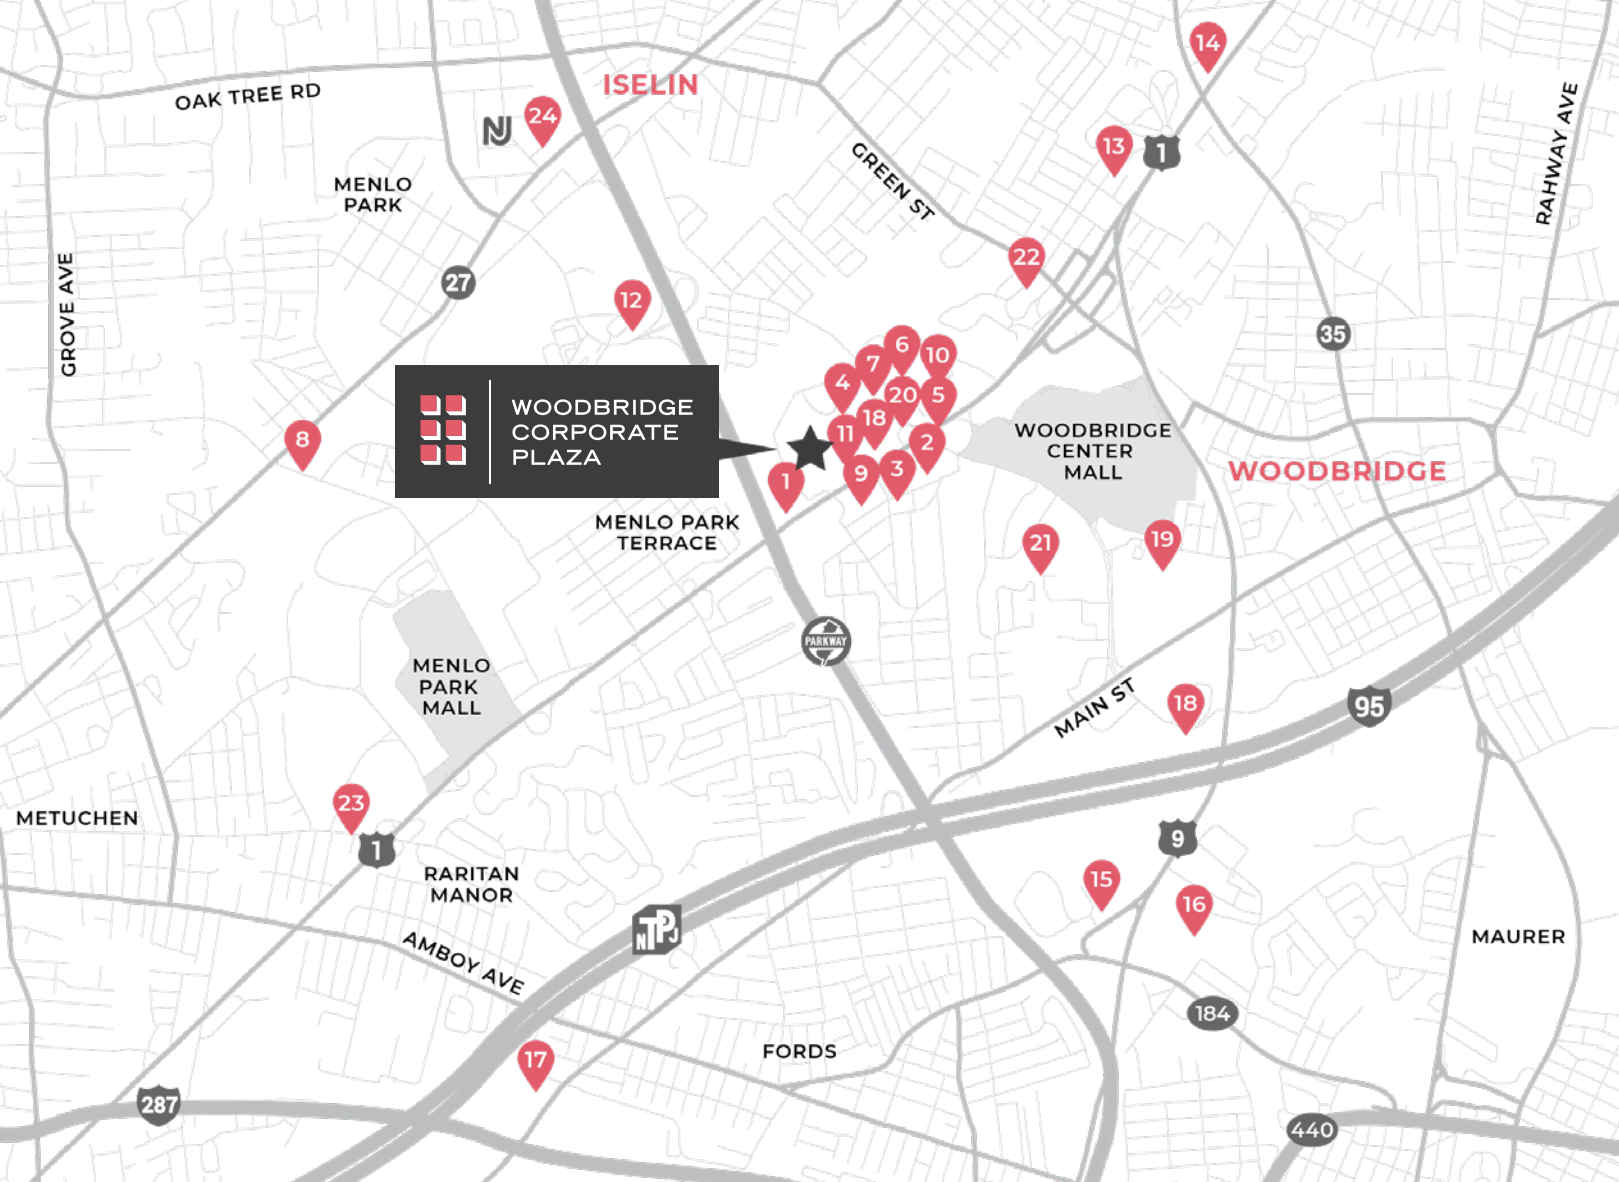 14
ISELIN
OAK TREE RD
24
NJ
13
1
RAHWAY AVE
GREEN ST
MENLO
PARK
22
27
12
GROVE AVE
35
6
10
7
4
20
5
18
11
2
WOODBRIDGE
CORPORATE
PLAZA
8
9
3
1
WOODBRIDGE
CENTER
MALL
WOODBRIDGE
MENLO PARK
TERRACE
21
19
PARKWAY
MENLO
PARK
MALL
MAIN ST
18
95
23
METUCHEN
1
9
RARITAN
MANOR
15
16
NTPJ
MAURER
AMBOY AVE
184
FORDS
17
287
440